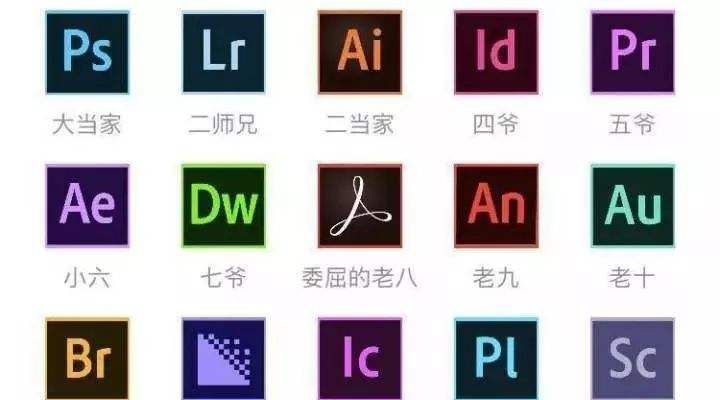 Ps Lr Ai Id Pr
大当家 二师兄 二当家 四爷 五爷
Ae Dw An Au
小六 七爷 委屈的老八 老九 老十
Br Ic Pl Sc